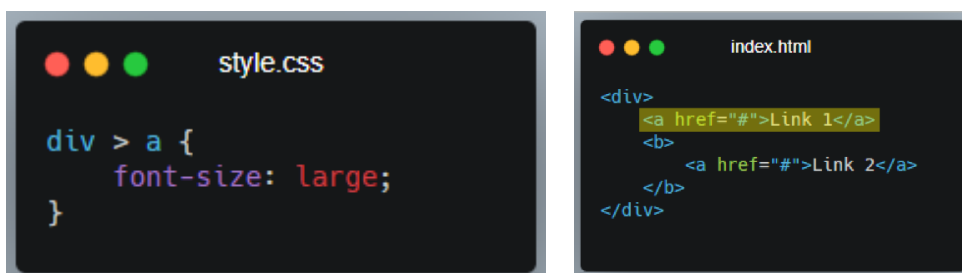 style.css
div > a {
    font-size: large;
}
index.html
<div>
    <a href="#">Link 1</a>
    <b>
        <a href="#">Link 2</a>
    </b>
</div>